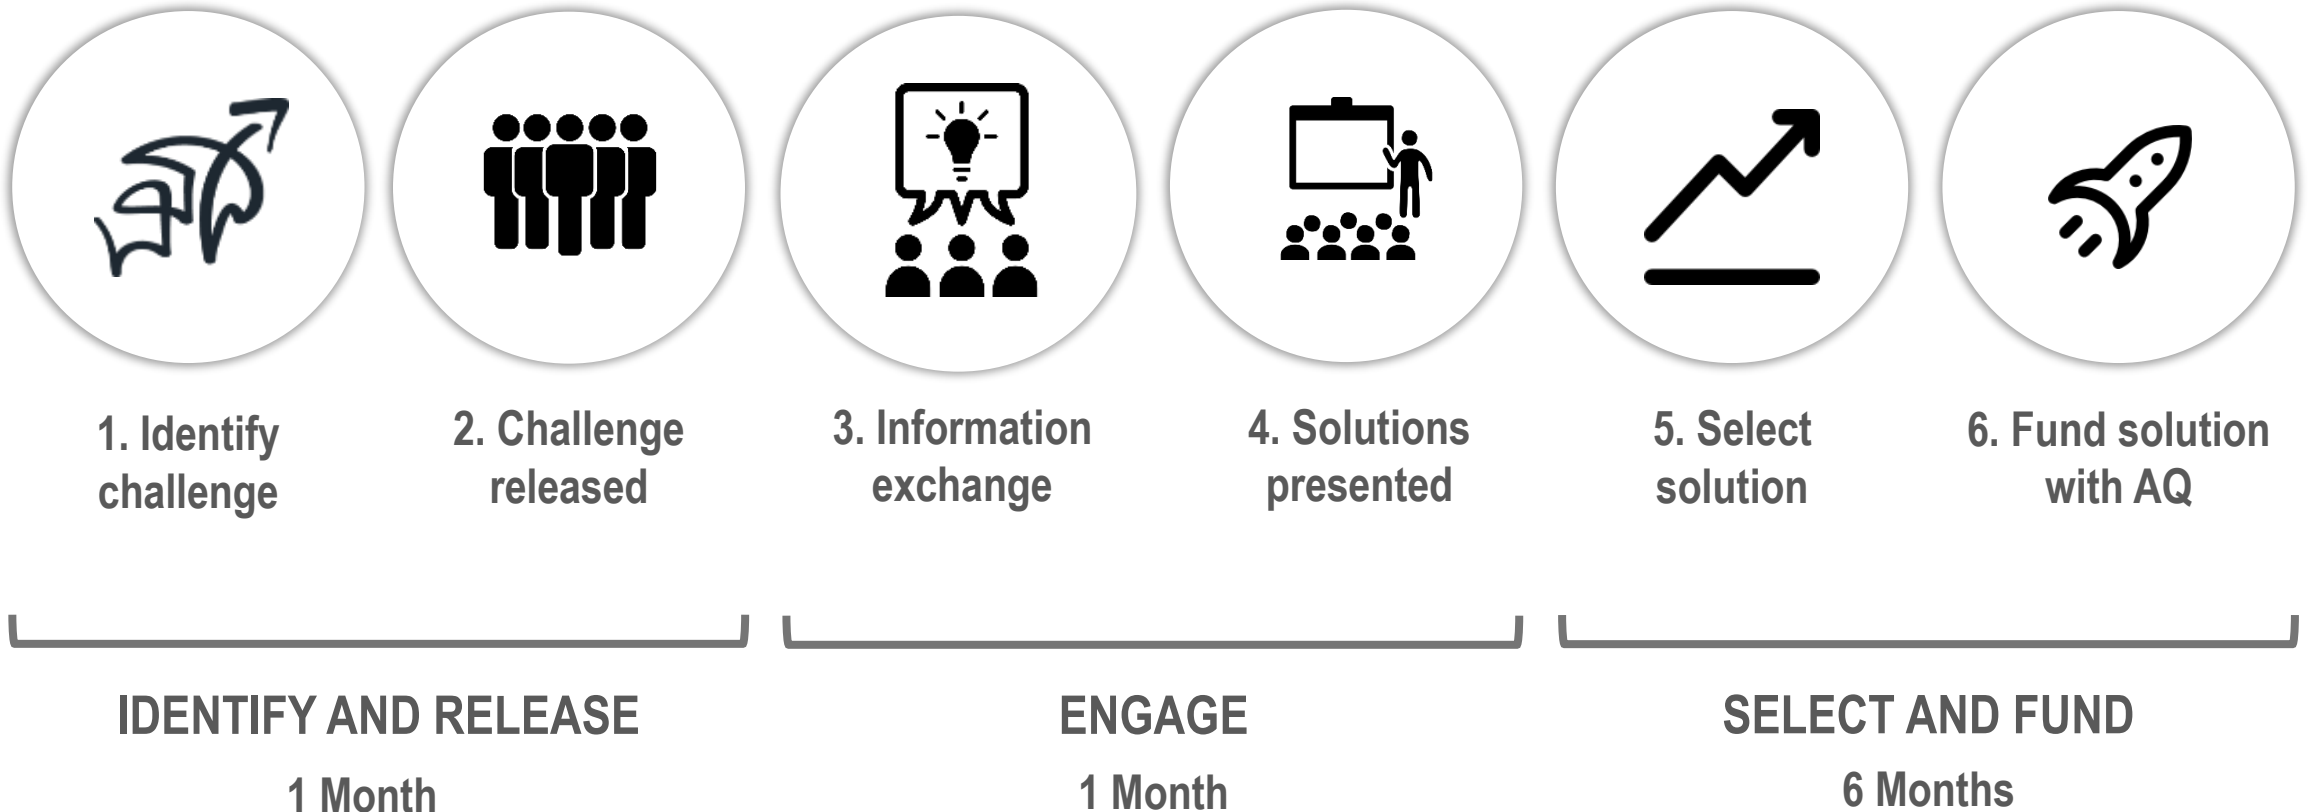 1. Identify
challenge
2. Challenge
released
3. Information
exchange
4. Solutions
presented
5. Select
solution
6. Fund solution
with AQ
IDENTIFY AND RELEASE
1 Month
ENGAGE
1 Month
SELECT AND FUND
6 Months